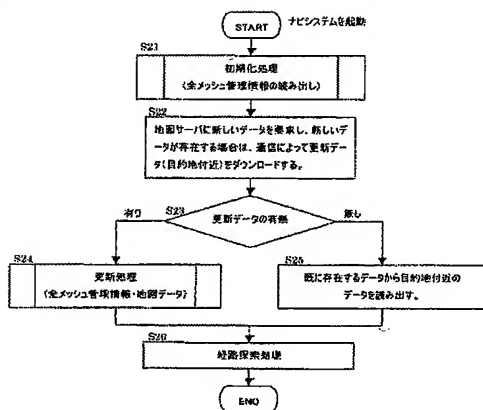 START
ナビシステムを起動
S21
初期化処理
(全メッシュ管理情報の読み出し)
S22
地図サーバに新しいデータを要求し、新しいデ
ータが存在する場合は、通信によって更新デー
タ(目的地付近)をダウンロードする。
S23
更新データの有無
有り
無し
S24
更新処理
(全メッシュ管理情報・地図データ)
S25
既に存在するデータから目的地付近の
データを読み出す。
S26
経路探索処理
END